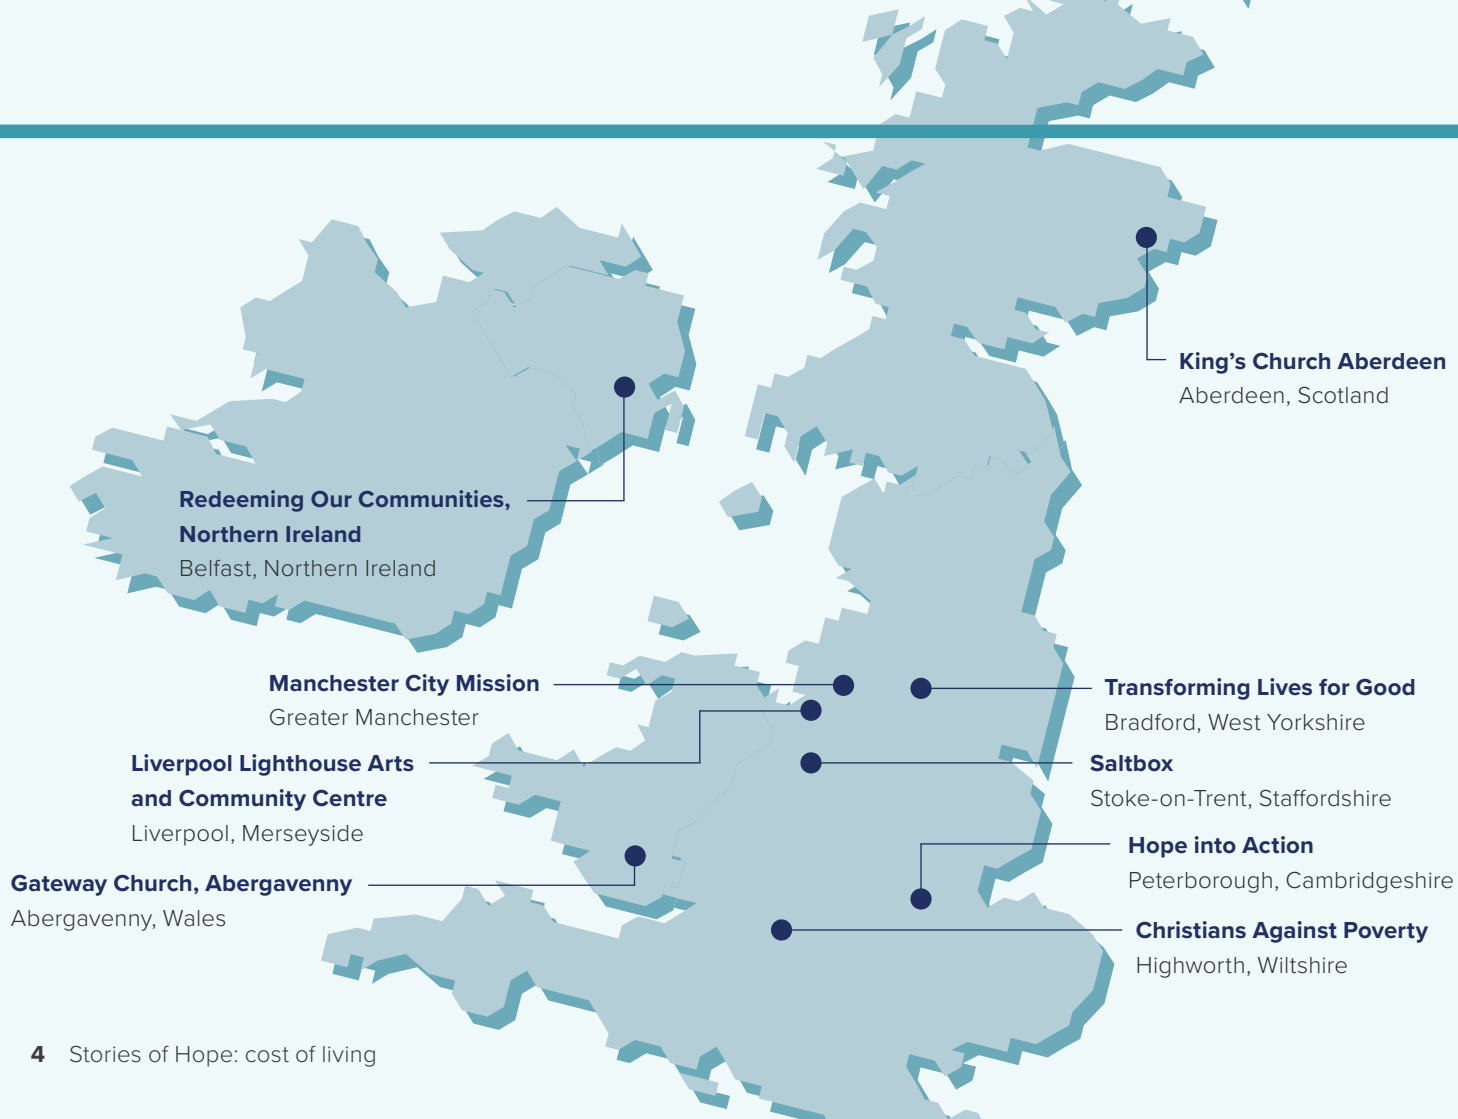 King’s Church Aberdeen
Aberdeen, Scotland
Redeeming Our Communities,
Northern Ireland
Belfast, Northern Ireland
Manchester City Mission
Greater Manchester
Transforming Lives for Good
Bradford, West Yorkshire
Liverpool Lighthouse Arts
and Community Centre
Liverpool, Merseyside
Saltbox
Stoke-on-Trent, Staffordshire
Hope into Action
Peterborough, Cambridgeshire
Gateway Church, Abergavenny
Abergavenny, Wales
Christians Against Poverty
Highworth, Wiltshire
4 Stories of Hope: cost of living